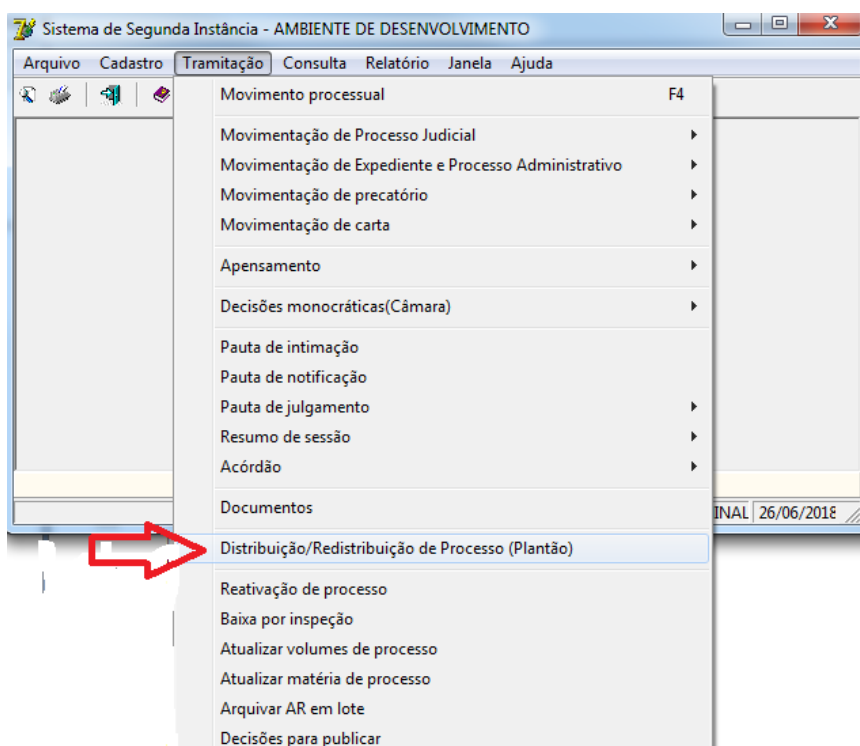 Sistema de Segunda Instância - AMBIENTE DE DESENVOLVIMENTO
Arquivo Cadastro Tramitação Consulta Relatório Janela Ajuda
Movimento processual F4
Movimentação de Processo Judicial
Movimentação de Expediente e Processo Administrativo
Movimentação de precatório
Movimentação de carta
Apensamento
Decisões monocráticas(Câmara)
Pauta de intimação
Pauta de notificação
Pauta de julgamento
Resumo de sessão
Acórdão
Documentos
INAL 26/06/2018
Distribuição/Redistribuição de Processo (Plantão)
Reativação de processo
Baixa por inspeção
Atualizar volumes de processo
Atualizar matéria de processo
Arquivar AR em lote
Decisões para publicar